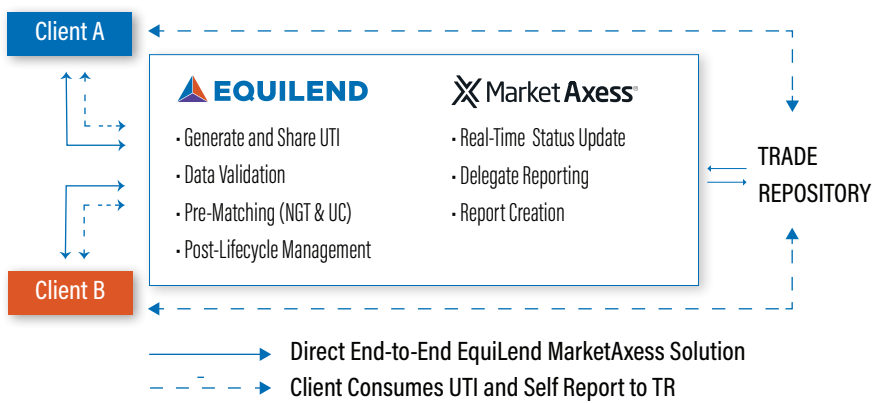 Client A
EQUILEND
· Generate and Share UTI
· Data Validation
· Pre-Matching (NGT & UC)
· Post-Lifecycle Management
MarketAxess®
· Real-Time Status Update
· Delegate Reporting
· Report Creation
TRADE
REPOSITORY
Client B
Direct End-to-End EquiLend MarketAxess Solution
Client Consumes UTI and Self Report to TR